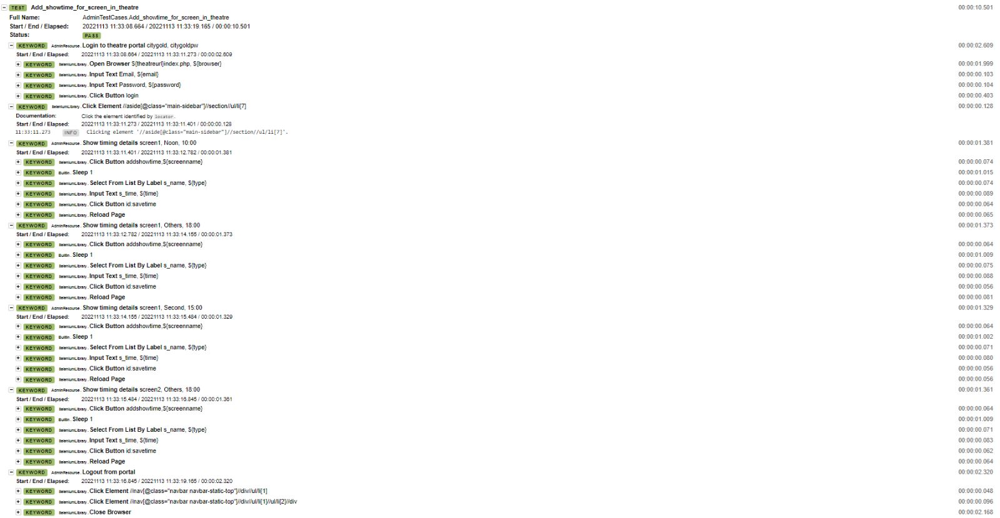 TEST Add_showtime_for_screen_in_theatre 00:00:10.501
Full Name: AdminTestCases.Add_showtime_for_screen_in_theatre
Start / End / Elapsed: 20221113 11:33:08.664 / 20221113 11:33:19.165 / 00:00:10.501
Status: PASS
KEYWORD AdminResourse. Login to theatre portal citygold, citygoldpw 00:00:02.609
Start / End / Elapsed: 20221113 11:33:08.664 / 20221113 11:33:11.273 / 00:00:02.609
KEYWORD SeleniumLibrary. Open Browser ${theatreurl}index.php, ${browser} 00:00:01.999
KEYWORD SeleniumLibrary. Input Text Email, ${email} 00:00:00.103
KEYWORD SeleniumLibrary. Input Text Password, ${password} 00:00:00.104
KEYWORD SeleniumLibrary. Click Button login 00:00:00.403
KEYWORD SeleniumLibrary. Click Element //aside[@class="main-sidebar"]//section//ul/li[7] 00:00:00.128
Documentation: Click the element identified by locator.
Start / End / Elapsed: 20221113 11:33:11.273 / 20221113 11:33:11.401 / 00:00:00.128
11:33:11.273 INFO Clicking element '//aside[@class="main-sidebar"]//section//ul/li[7]'.
KEYWORD AdminResourse. Show timing details screen1, Noon, 10:00 00:00:01.381
Start / End / Elapsed: 20221113 11:33:11.401 / 20221113 11:33:12.782 / 00:00:01.381
KEYWORD SeleniumLibrary. Click Button addshowtime,${screenname} 00:00:00.074
KEYWORD BuiltIn. Sleep 1 00:00:01.015
KEYWORD SeleniumLibrary. Select From List By Label s_name, ${type} 00:00:00.074
KEYWORD SeleniumLibrary. Input Text s_time, ${time} 00:00:00.089
KEYWORD SeleniumLibrary. Click Button id:savetime 00:00:00.064
KEYWORD SeleniumLibrary. Reload Page 00:00:00.065
KEYWORD AdminResourse. Show timing details screen1, Others, 18:00 00:00:01.373
Start / End / Elapsed: 20221113 11:33:12.782 / 20221113 11:33:14.155 / 00:00:01.373
KEYWORD SeleniumLibrary. Click Button addshowtime,${screenname} 00:00:00.064
KEYWORD BuiltIn. Sleep 1 00:00:01.009
KEYWORD SeleniumLibrary. Select From List By Label s_name, ${type} 00:00:00.075
KEYWORD SeleniumLibrary. Input Text s_time, ${time} 00:00:00.088
KEYWORD SeleniumLibrary. Click Button id:savetime 00:00:00.056
KEYWORD SeleniumLibrary. Reload Page 00:00:00.081
KEYWORD AdminResourse. Show timing details screen1, Second, 15:00 00:00:01.329
Start / End / Elapsed: 20221113 11:33:14.155 / 20221113 11:33:15.484 / 00:00:01.329
KEYWORD SeleniumLibrary. Click Button addshowtime,${screenname} 00:00:00.064
KEYWORD BuiltIn. Sleep 1 00:00:01.002
KEYWORD SeleniumLibrary. Select From List By Label s_name, ${type} 00:00:00.071
KEYWORD SeleniumLibrary. Input Text s_time, ${time} 00:00:00.080
KEYWORD SeleniumLibrary. Click Button id:savetime 00:00:00.056
KEYWORD SeleniumLibrary. Reload Page 00:00:00.056
KEYWORD AdminResourse. Show timing details screen2, Others, 18:00 00:00:01.361
Start / End / Elapsed: 20221113 11:33:15.484 / 20221113 11:33:16.845 / 00:00:01.361
KEYWORD SeleniumLibrary. Click Button addshowtime,${screenname} 00:00:00.064
KEYWORD BuiltIn. Sleep 1 00:00:01.009
KEYWORD SeleniumLibrary. Select From List By Label s_name, ${type} 00:00:00.071
KEYWORD SeleniumLibrary. Input Text s_time, ${time} 00:00:00.083
KEYWORD SeleniumLibrary. Click Button id:savetime 00:00:00.062
KEYWORD SeleniumLibrary. Reload Page 00:00:00.064
KEYWORD AdminResourse. Logout from portal 00:00:02.320
Start / End / Elapsed: 20221113 11:33:16.845 / 20221113 11:33:19.165 / 00:00:02.320
KEYWORD SeleniumLibrary. Click Element //nav[@class="navbar navbar-static-top"]//div//ul/li[1] 00:00:00.048
KEYWORD SeleniumLibrary. Click Element //nav[@class="navbar navbar-static-top"]//div//ul/li[1]//ul/li[2]//div 00:00:00.096
KEYWORD SeleniumLibrary. Close Browser 00:00:02.168